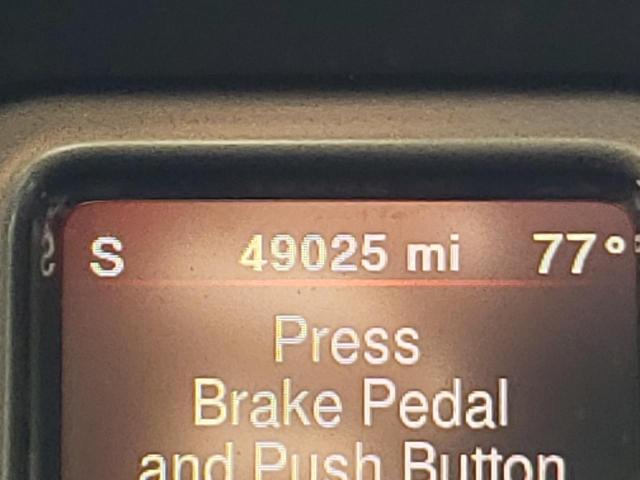 S 49025 mi 77°
Press
Brake Pedal
and Push Button